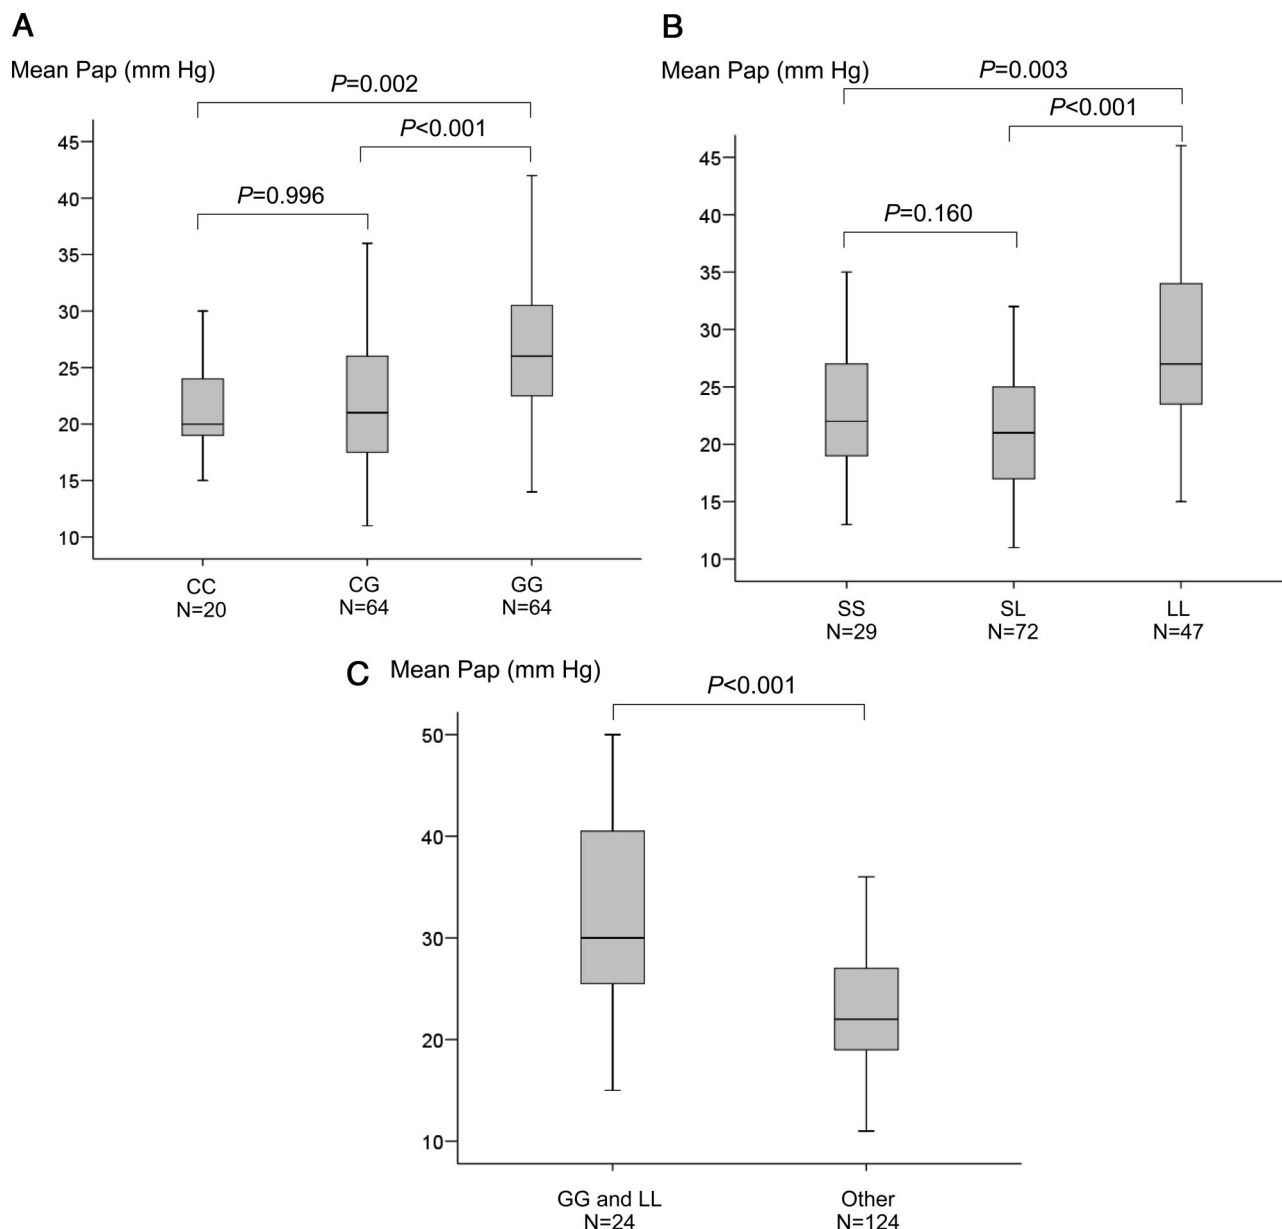 A
Mean Pap (mm Hg)
P=0.002
P<0.001
P=0.996
45
40
35
30
25
20
15
10
CC
CG
GG
N=20
N=64
N=64
B
Mean Pap (mm Hg)
P=0.003
P<0.001
P=0.160
45
40
35
30
25
20
15
10
SS
SL
LL
N=29
N=72
N=47
C
Mean Pap (mm Hg)
P<0.001
50
40
30
20
10
GG and LL
Other
N=24
N=124